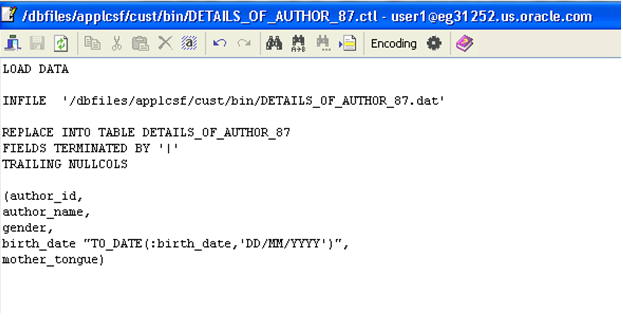 /dbfiles/applcsf/cust/bin/DETAILS_OF_AUTHOR_87.ctl - user1@eg31252.us.oracle.com
Encoding
LOAD DATA
INFILE '/dbfiles/applcsf/cust/bin/DETAILS_OF_AUTHOR_87.dat'
REPLACE INTO TABLE DETAILS_OF_AUTHOR_87
FIELDS TERMINATED BY '|'
TRAILING NULLCOLS
(author_id,
author_name,
gender,
birth_date "TO_DATE(:birth_date,'DD/MM/YYYY')",
mother_tongue)